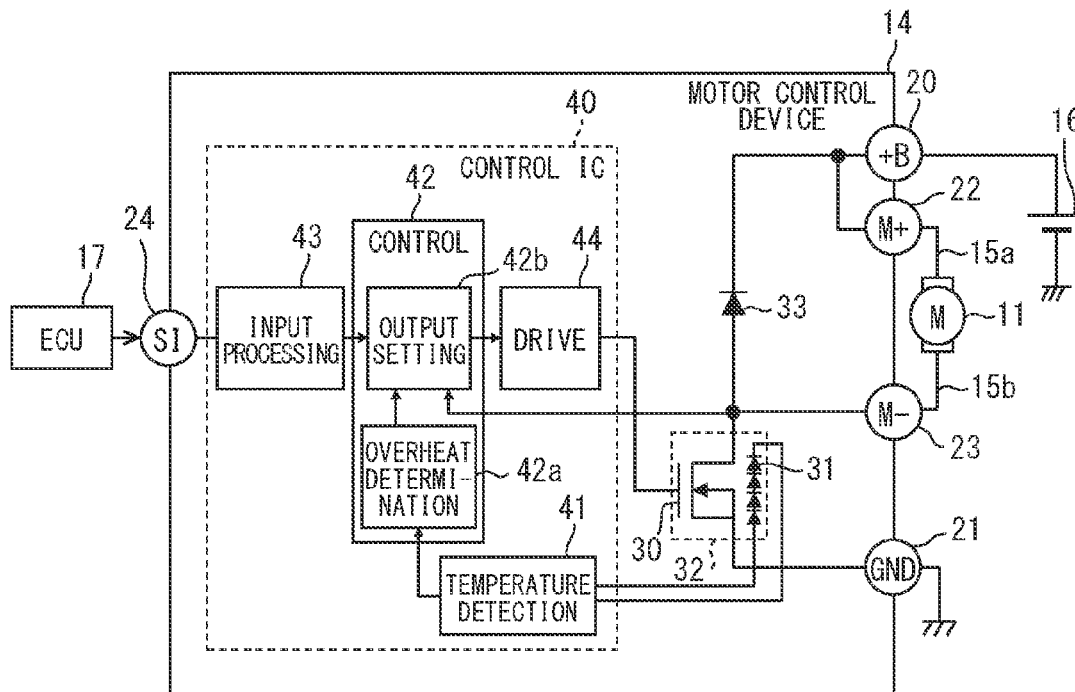 14
MOTOR CONTROL
DEVICE
20
16
+B
40
CONTROL IC
22
M+
42
CONTROL
24
43
42b
44
15a
17
33
M
11
ECU
SI
INPUT
PROCESSING
OUTPUT
SETTING
DRIVE
15b
M-
23
OVERHEAT
DETERMI-
NATION
42a
31
41
30
32
21
GND
TEMPERATURE
DETECTION